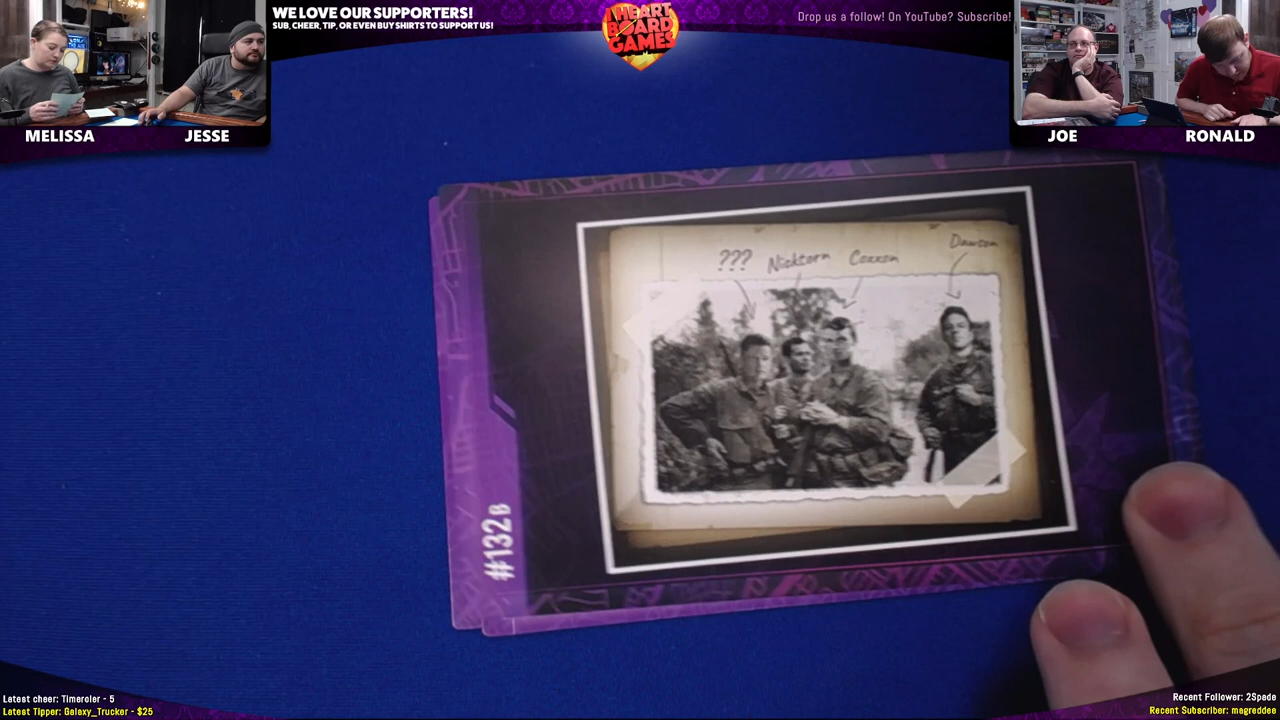 WE LOVE OUR SUPPORTERS!
SUB, CHEER, TIP, OR EVEN BUY SHIRTS TO SUPPORT US!
I HEART
BOARD
GAMES
Drop us a follow! On YouTube? Subscribe!
MELISSA
JESSE
JOE
RONALD
??? Nicktorn Coxxon Dawson
#132B
Latest cheer: Timeroler - 5
Latest Tipper: Galaxy_Trucker - $25
Recent Follower: 2Spede
Recent Subscriber: magreddee